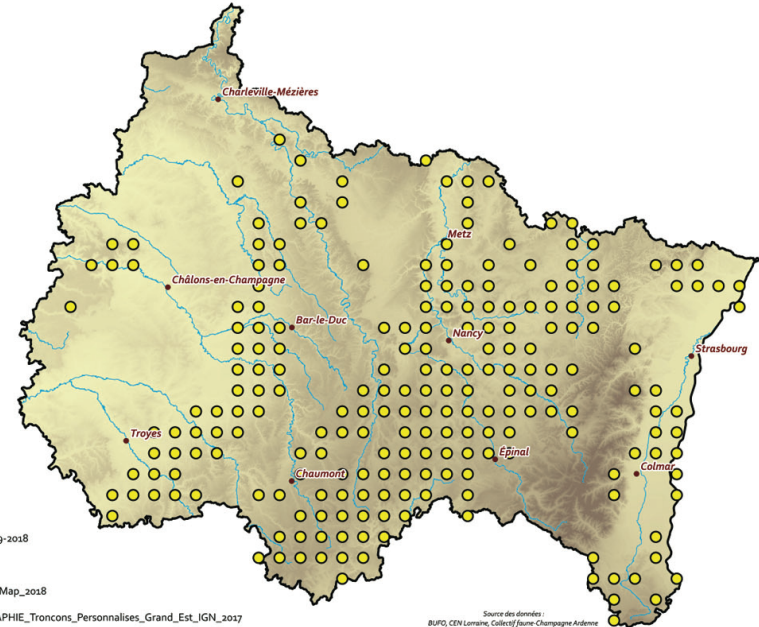 Charleville-Mézières
Metz
Châlons-en-Champagne
Bar-le-Duc
Nancy
Strasbourg
Troyes
Épinal
Chaumont
Colmar
9-2018
Map_2018
APHIE_Troncons_Personnalises_Grand_Est_IGN_2017
Source des données :
BUFO, CEN Lorraine, Collectif faune-Champagne Ardenne